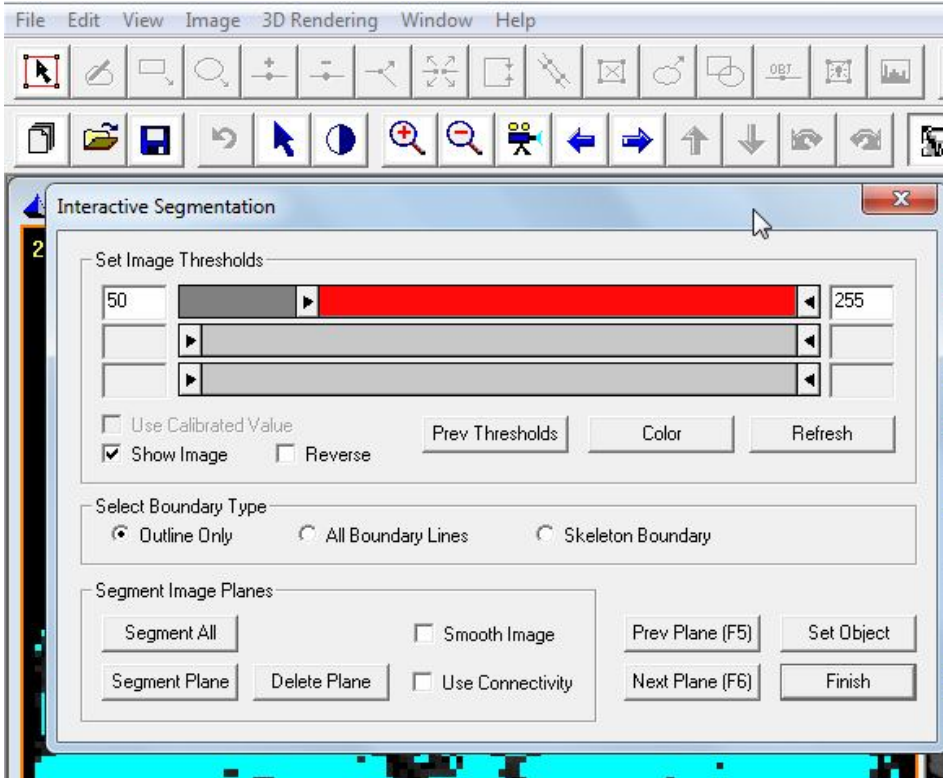 File Edit View Image 3D Rendering Window Help
OBJ
Interactive Segmentation
2
Set Image Thresholds
50 255
Use Calibrated Value
Show Image Reverse Prev Thresholds Color Refresh
Select Boundary Type
Outline Only All Boundary Lines Skeleton Boundary
Segment Image Planes
Segment All Smooth Image Prev Plane (F5) Set Object
Segment Plane Delete Plane Use Connectivity Next Plane (F6) Finish